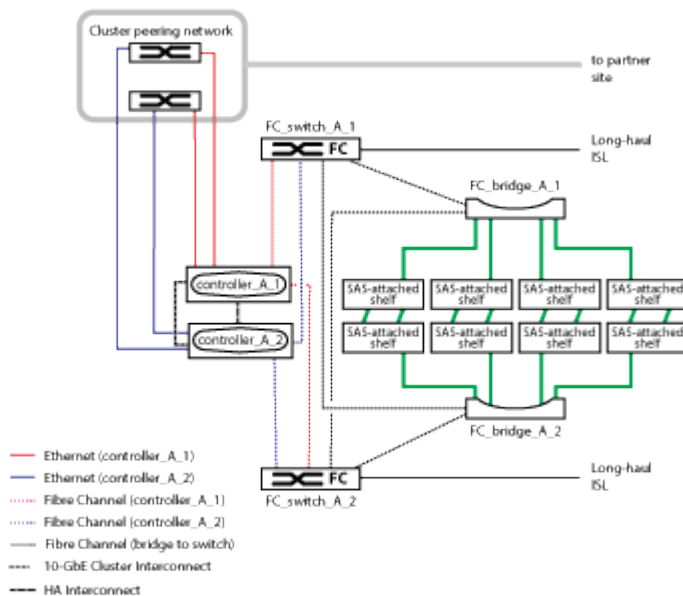 Cluster peering network
to partner
site
FC_switch_A_1
FC
Long-haul
ISL
FC_bridge_A_1
controller_A_1
SAS-attached
shelf
SAS-attached
shelf
SAS-attached
shelf
SAS-attached
shelf
controller_A_2
SAS-attached
shelf
SAS-attached
shelf
SAS-attached
shelf
SAS-attached
shelf
FC_bridge_A_2
FC
FC_switch_A_2
Long-haul
ISL
Ethernet (controller_A_1)
Ethernet (controller_A_2)
Fibre Channel (controller_A_1)
Fibre Channel (controller_A_2)
Fibre Channel (bridge to switch)
10-GbE Cluster Interconnect
HA Interconnect